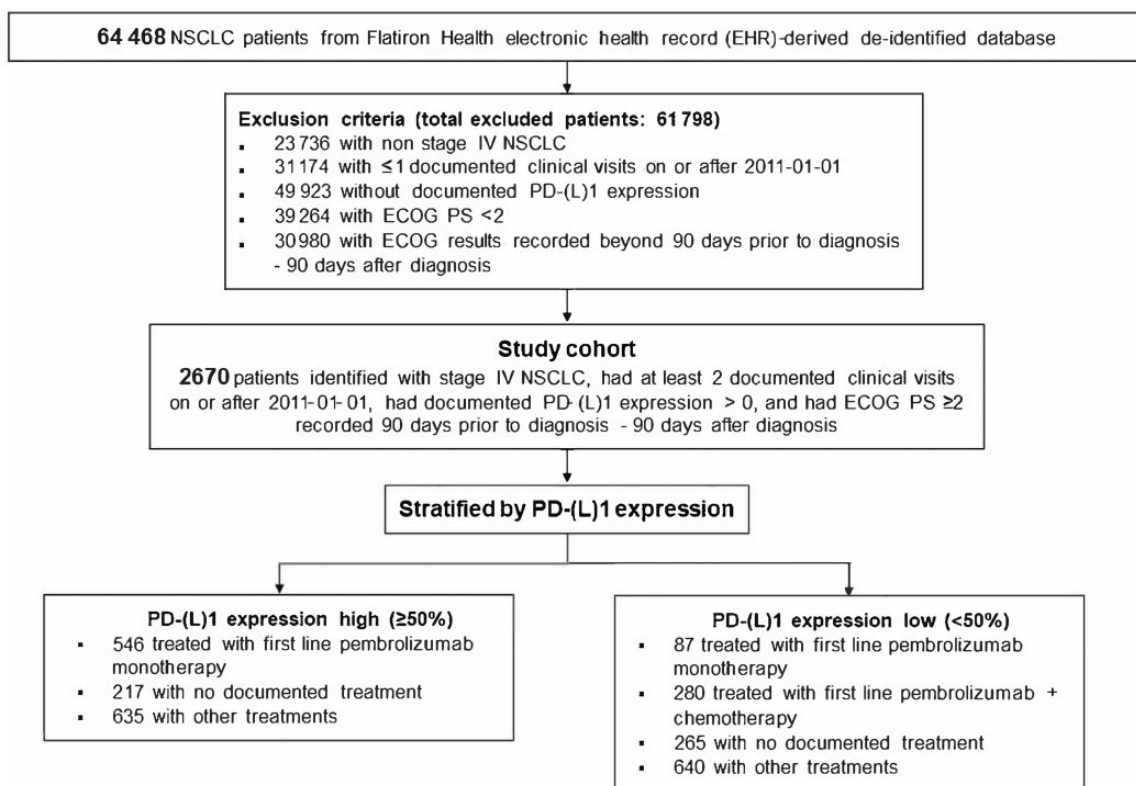 64 468 NSCLC patients from Flatiron Health electronic health record (EHR)-derived de-identified database
Exclusion criteria (total excluded patients: 61 798)
▪ 23 736 with non stage IV NSCLC
▪ 31 174 with ≤1 documented clinical visits on or after 2011-01-01
▪ 49 923 without documented PD-(L)1 expression
▪ 39 264 with ECOG PS <2
▪ 30 980 with ECOG results recorded beyond 90 days prior to diagnosis
- 90 days after diagnosis
Study cohort
2670 patients identified with stage IV NSCLC, had at least 2 documented clinical visits
on or after 2011-01-01, had documented PD-(L)1 expression > 0, and had ECOG PS ≥2
recorded 90 days prior to diagnosis - 90 days after diagnosis
Stratified by PD-(L)1 expression
PD-(L)1 expression high (≥50%)
▪ 546 treated with first line pembrolizumab
monotherapy
▪ 217 with no documented treatment
▪ 635 with other treatments
PD-(L)1 expression low (<50%)
▪ 87 treated with first line pembrolizumab
monotherapy
▪ 280 treated with first line pembrolizumab +
chemotherapy
▪ 265 with no documented treatment
▪ 640 with other treatments